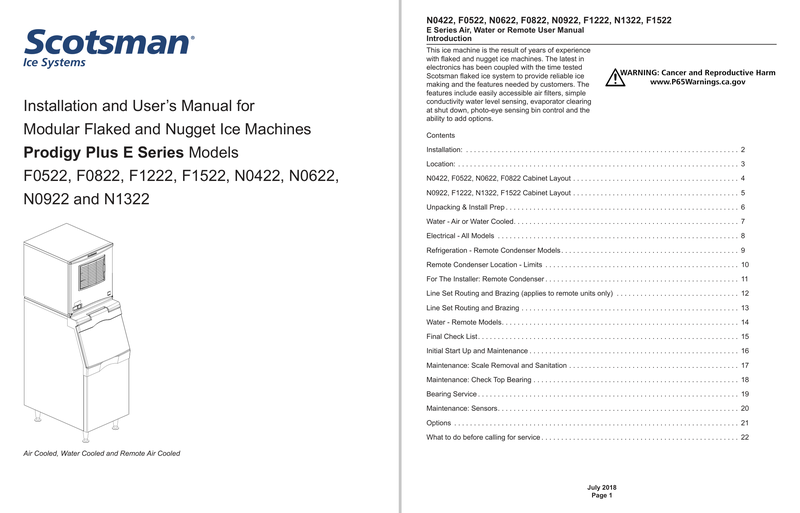 Scotsman®
Ice Systems
Installation and User's Manual for
Modular Flaked and Nugget Ice Machines
Prodigy Plus E Series Models
F0522, F0822, F1222, F1522, N0422, N0622,
N0922 and N1322
Air Cooled, Water Cooled and Remote Air Cooled
N0422, F0522, N0622, F0822, N0922, F1222, N1322, F1522
E Series Air, Water or Remote User Manual
Introduction
This ice machine is the result of years of experience
with flaked and nugget ice machines. The latest in
electronics has been coupled with the time tested
Scotsman flaked ice system to provide reliable ice
making and the features needed by customers. The
features include easily accessible air filters, simple
conductivity water level sensing, evaporator clearing
at shut down, photo-eye sensing bin control and the
ability to add options.
WARNING: Cancer and Reproductive Harm
www.P65Warnings.ca.gov
Contents
Installation: . . . . . . . . . . 2
Location: . . . . . . . . . . 3
N0422, F0522, N0622, F0822 Cabinet Layout . . . . . . . . . . 4
N0922, F1222, N1322, F1522 Cabinet Layout . . . . . . . . . . 5
Unpacking & Install Prep . . . . . . . . . . 6
Water - Air or Water Cooled. . . . . . . . . . 7
Electrical - All Models . . . . . . . . . . 8
Refrigeration - Remote Condenser Models . . . . . . . . . . 9
Remote Condenser Location - Limits . . . . . . . . . . 10
For The Installer: Remote Condenser . . . . . . . . . . 11
Line Set Routing and Brazing (applies to remote units only) . . . . . . . . . . 12
Line Set Routing and Brazing . . . . . . . . . . 13
Water - Remote Models. . . . . . . . . . 14
Final Check List . . . . . . . . . . 15
Initial Start Up and Maintenance . . . . . . . . . . 16
Maintenance: Scale Removal and Sanitation . . . . . . . . . . 17
Maintenance: Check Top Bearing . . . . . . . . . . 18
Bearing Service . . . . . . . . . . 19
Maintenance: Sensors. . . . . . . . . . 20
Options . . . . . . . . . . 21
What to do before calling for service . . . . . . . . . . 22
July 2018
Page 1